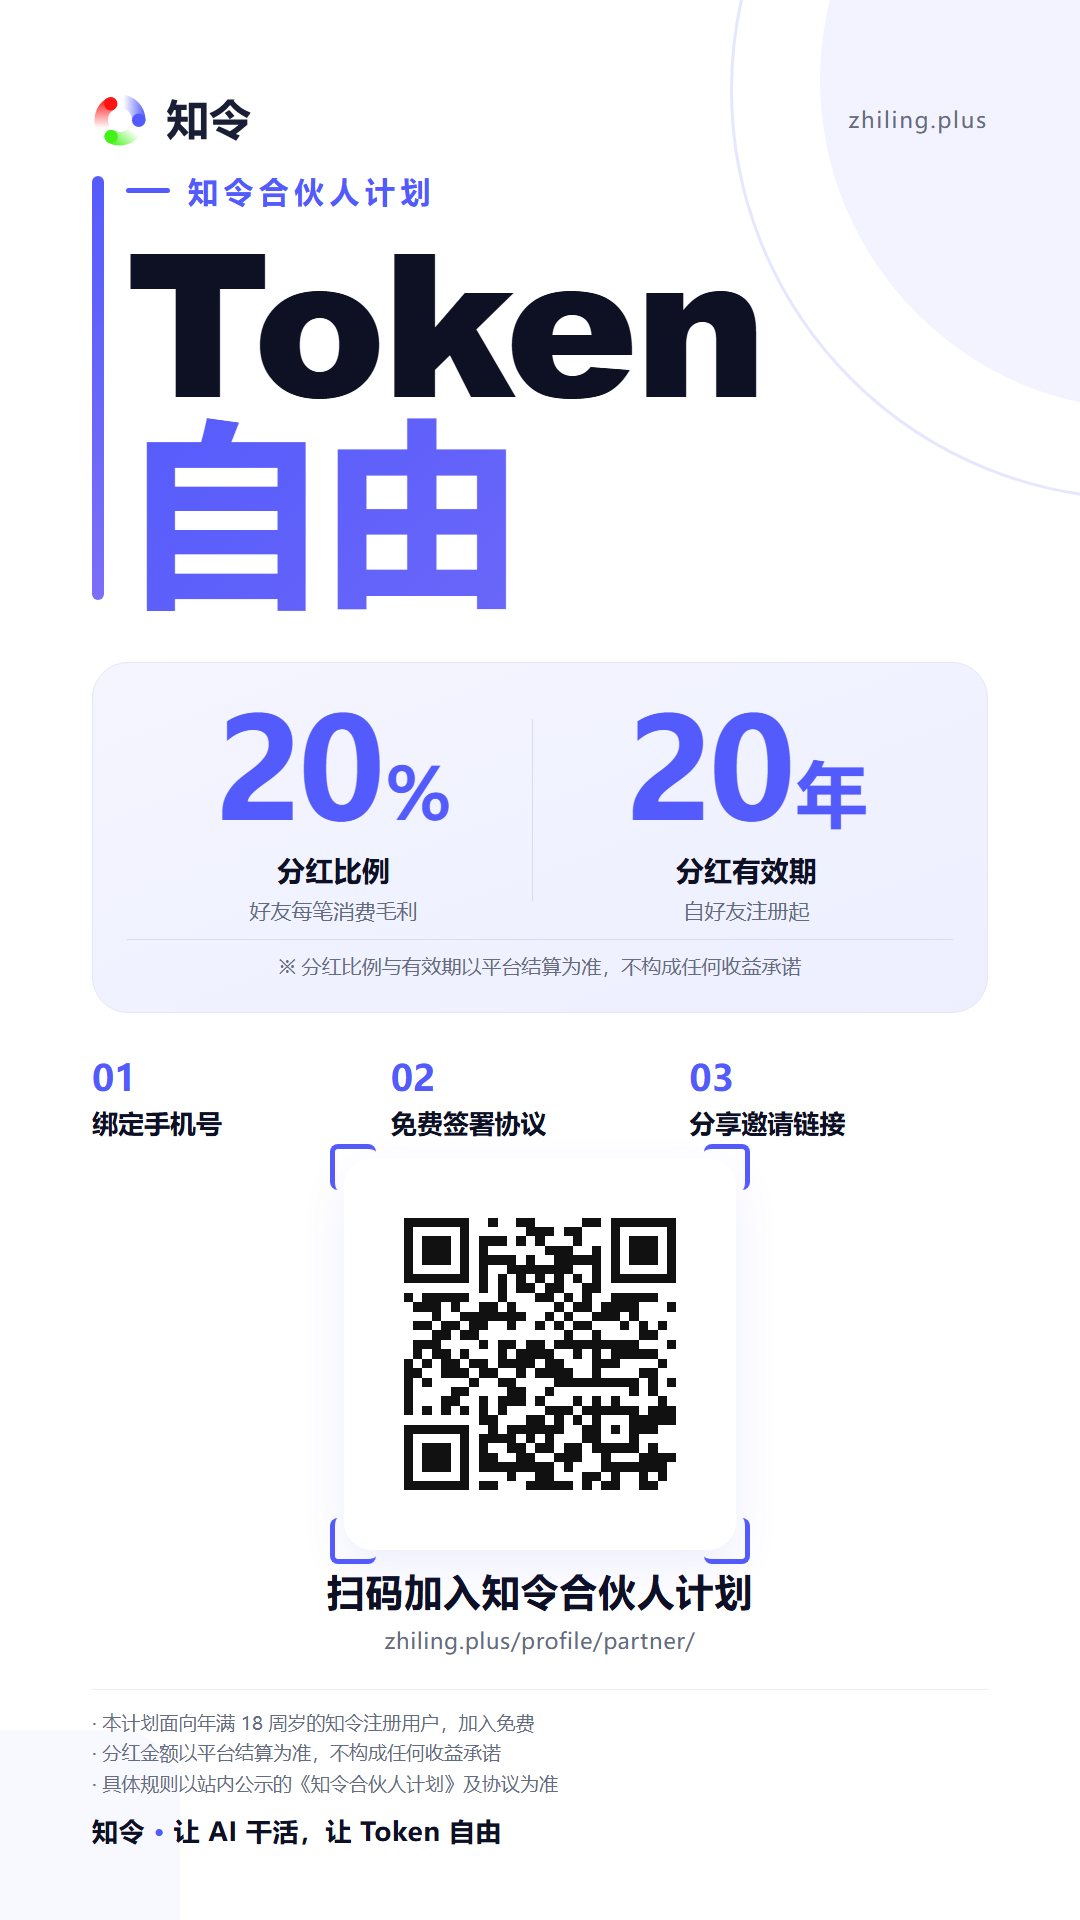 知令
zhiling.plus
知令合伙人计划
Token
自由
20%
分红比例
好友每笔消费毛利
20年
分红有效期
自好友注册起
※ 分红比例与有效期以平台结算为准，不构成任何收益承诺
01
绑定手机号
02
免费签署协议
03
分享邀请链接
扫码加入知令合伙人计划
zhiling.plus/profile/partner/
· 本计划面向年满 18 周岁的知令注册用户，加入免费
· 分红金额以平台结算为准，不构成任何收益承诺
· 具体规则以站内公示的《知令合伙人计划》及协议为准
知令 • 让 AI 干活，让 Token 自由